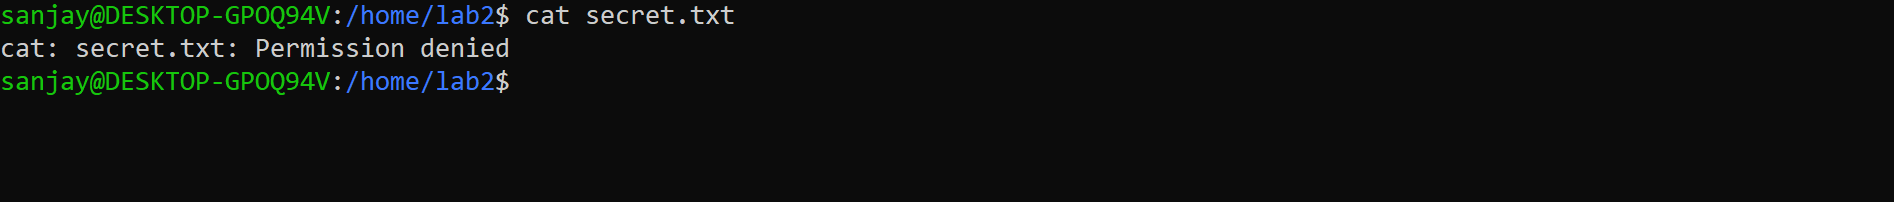 sanjay@DESKTOP-GPOQ94V:/home/lab2$ cat secret.txt
cat: secret.txt: Permission denied
sanjay@DESKTOP-GPOQ94V:/home/lab2$